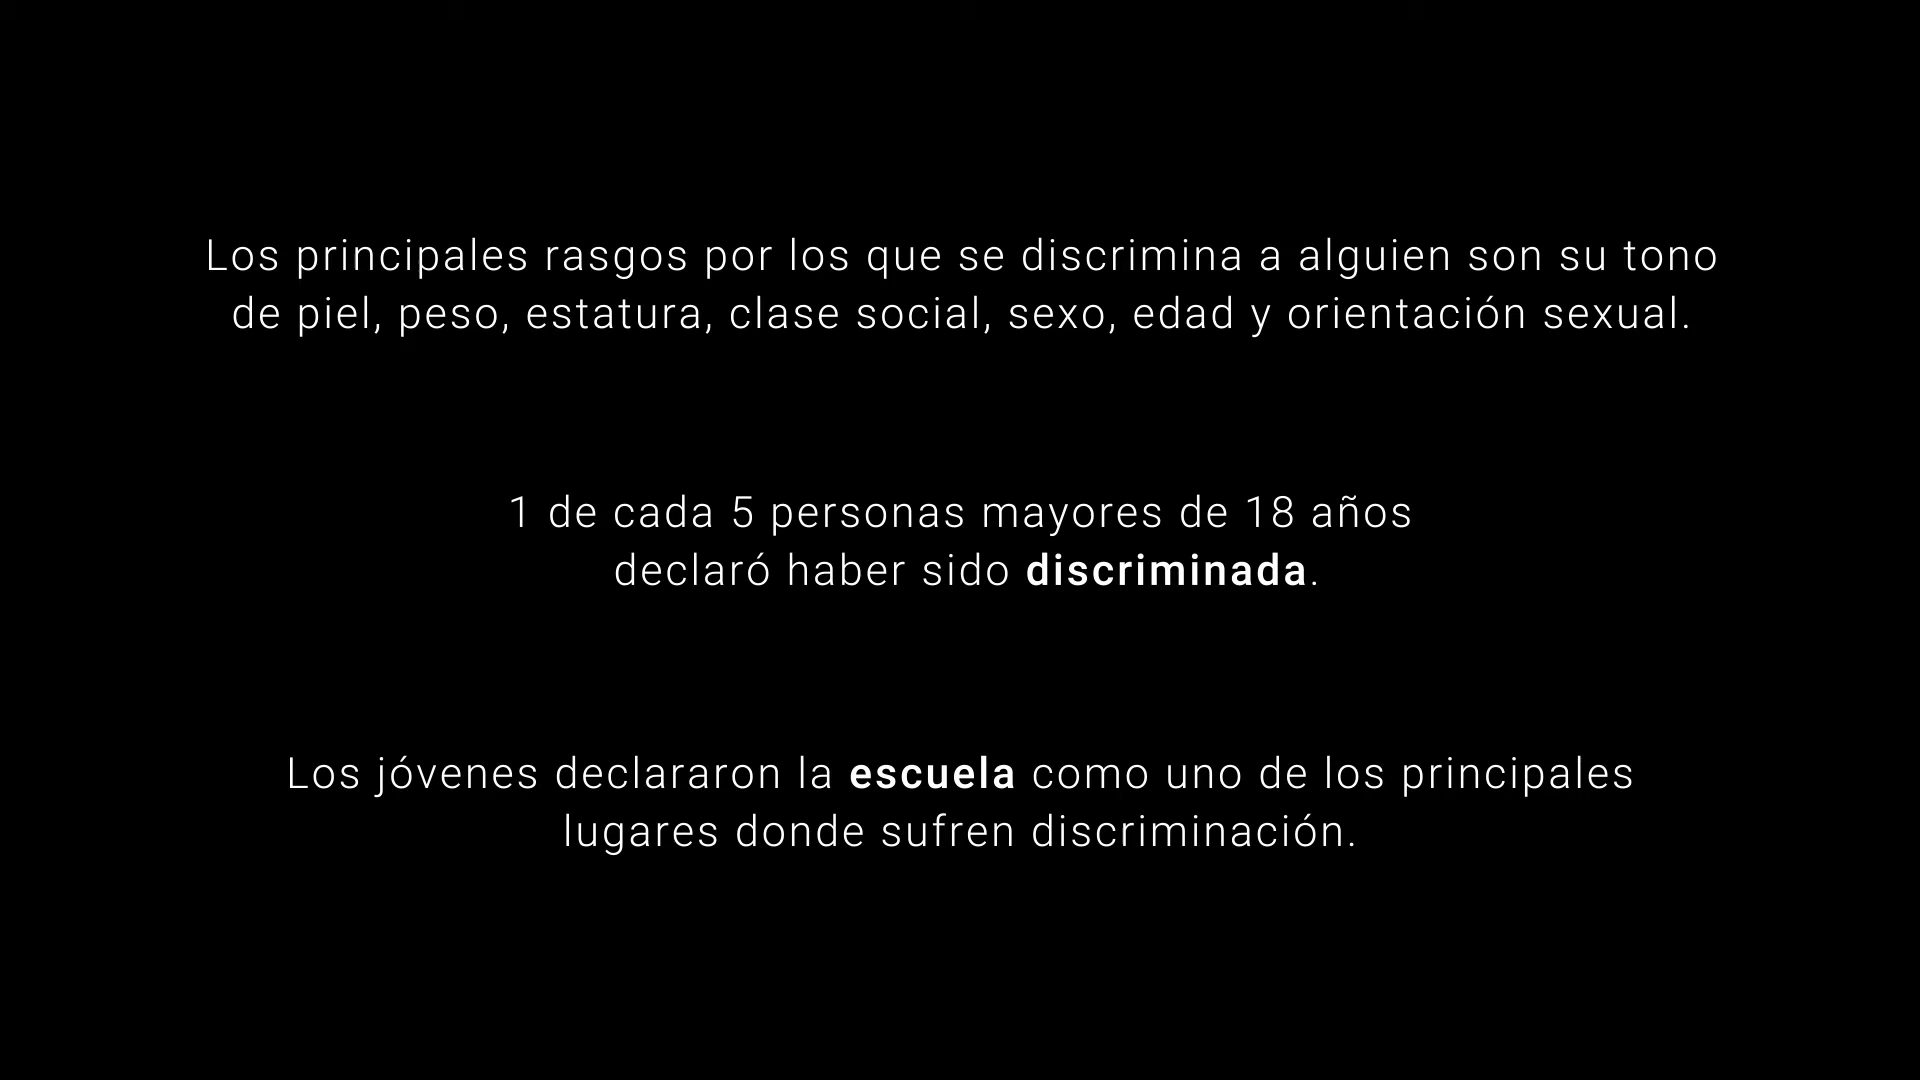 Los principales rasgos por los que se discrimina a alguien son su tono
de piel, peso, estatura, clase social, sexo, edad y orientación sexual.
1 de cada 5 personas mayores de 18 años
declaró haber sido discriminada.
Los jóvenes declararon la escuela como uno de los principales
lugares donde sufren discriminación.